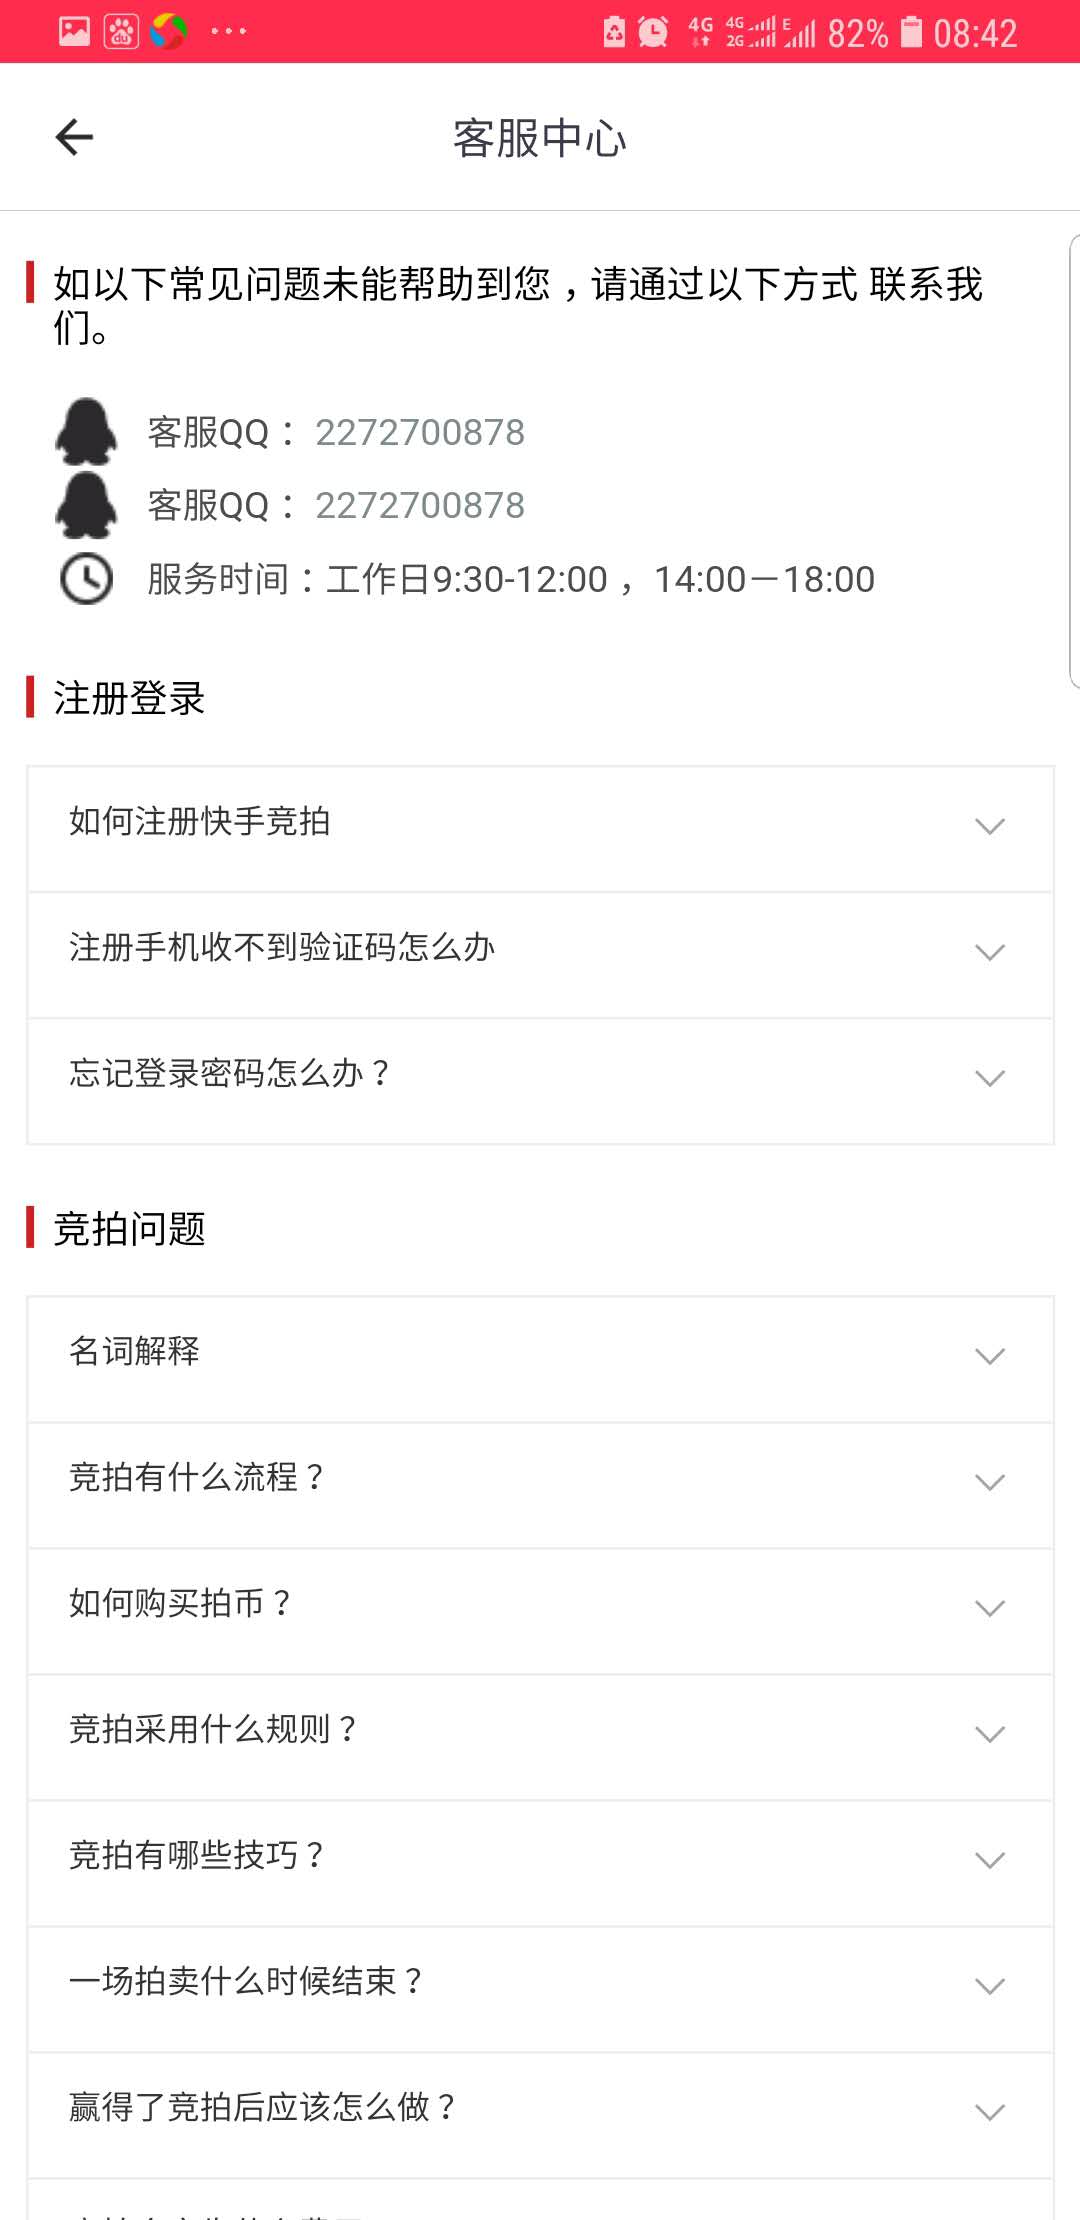 4G 4G 2G E 82% 08:42
客服中心
如以下常见问题未能帮助到您，请通过以下方式 联系我
们。
客服QQ： 2272700878
客服QQ： 2272700878
服务时间：工作日9:30-12:00， 14:00－18:00
注册登录
如何注册快手竞拍
注册手机收不到验证码怎么办
忘记登录密码怎么办？
竞拍问题
名词解释
竞拍有什么流程？
如何购买拍币？
竞拍采用什么规则？
竞拍有哪些技巧？
一场拍卖什么时候结束？
赢得了竞拍后应该怎么做？